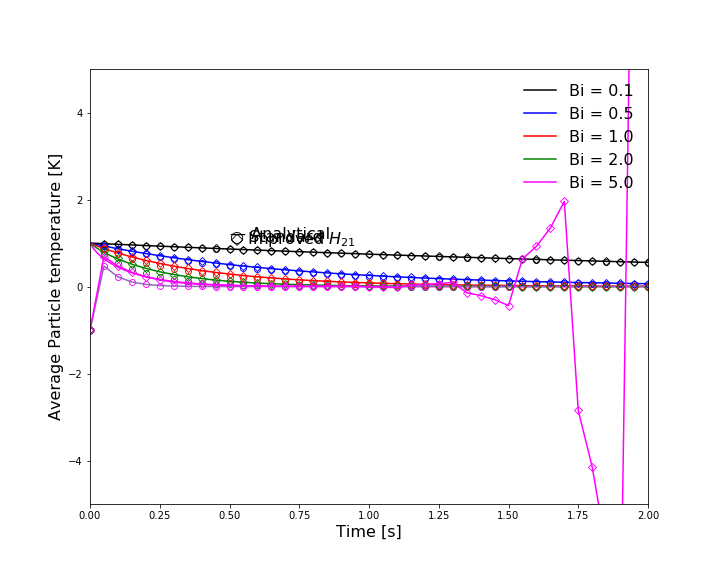 Bi = 0.1
Bi = 0.5
Bi = 1.0
Bi = 2.0
Bi = 5.0
Analytical
Improved H₂₁
Average Particle temperature [K]
4
2
0
−2
−4
0.00 0.25 0.50 0.75 1.00 1.25 1.50 1.75 2.00
Time [s]